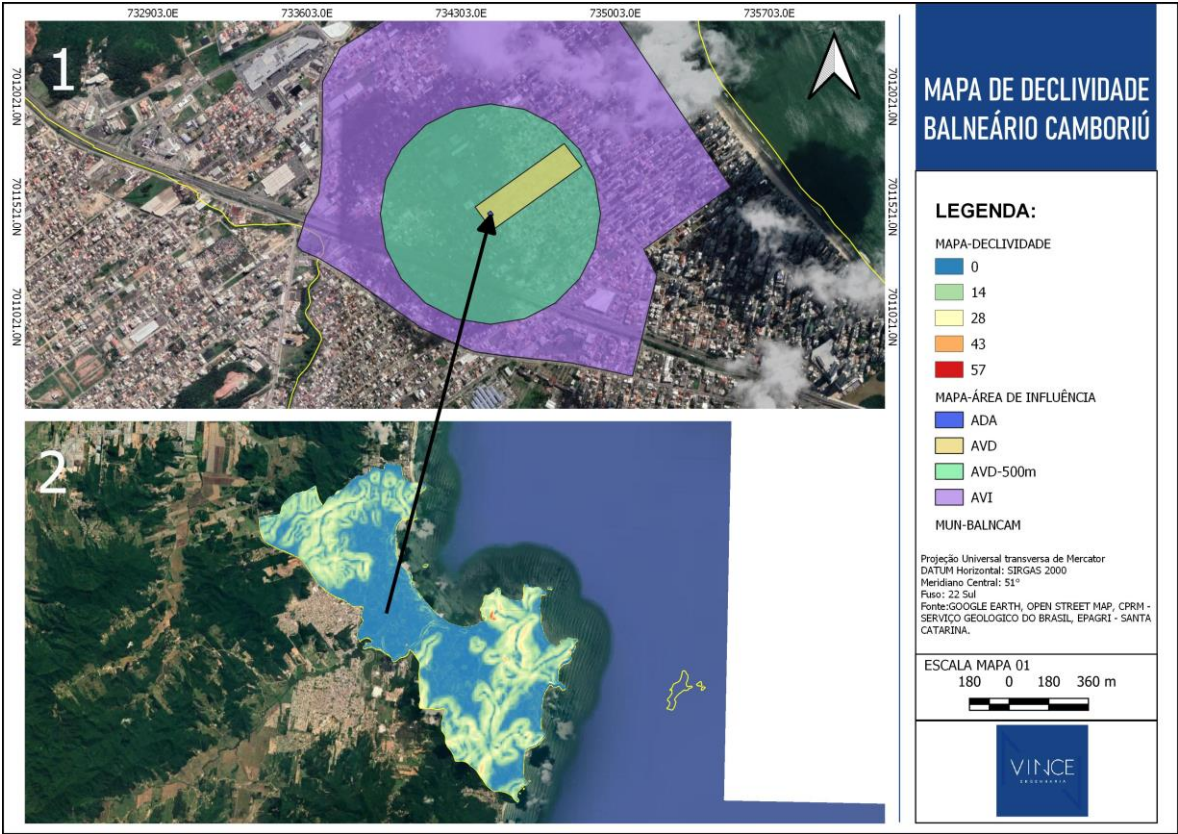 732903.0E 733603.0E 734303.0E 735003.0E 735703.0E
1
7012021.0N
7012021.0N
7011521.0N
7011521.0N
7011021.0N
7011021.0N
2
MAPA DE DECLIVIDADE
BALNEÁRIO CAMBORIÚ
LEGENDA:
MAPA-DECLIVIDADE
0
14
28
43
57
MAPA-ÁREA DE INFLUÊNCIA
ADA
AVD
AVD-500m
AVI
MUN-BALNCAM
Projeção Universal transversa de Mercator
DATUM Horizontal: SIRGAS 2000
Meridiano Central: 51°
Fuso: 22 Sul
Fonte:GOOGLE EARTH, OPEN STREET MAP, CPRM -
SERVIÇO GEOLOGICO DO BRASIL, EPAGRI - SANTA
CATARINA.
ESCALA MAPA 01
180 0 180 360 m
VINCE
ENGENHARIA